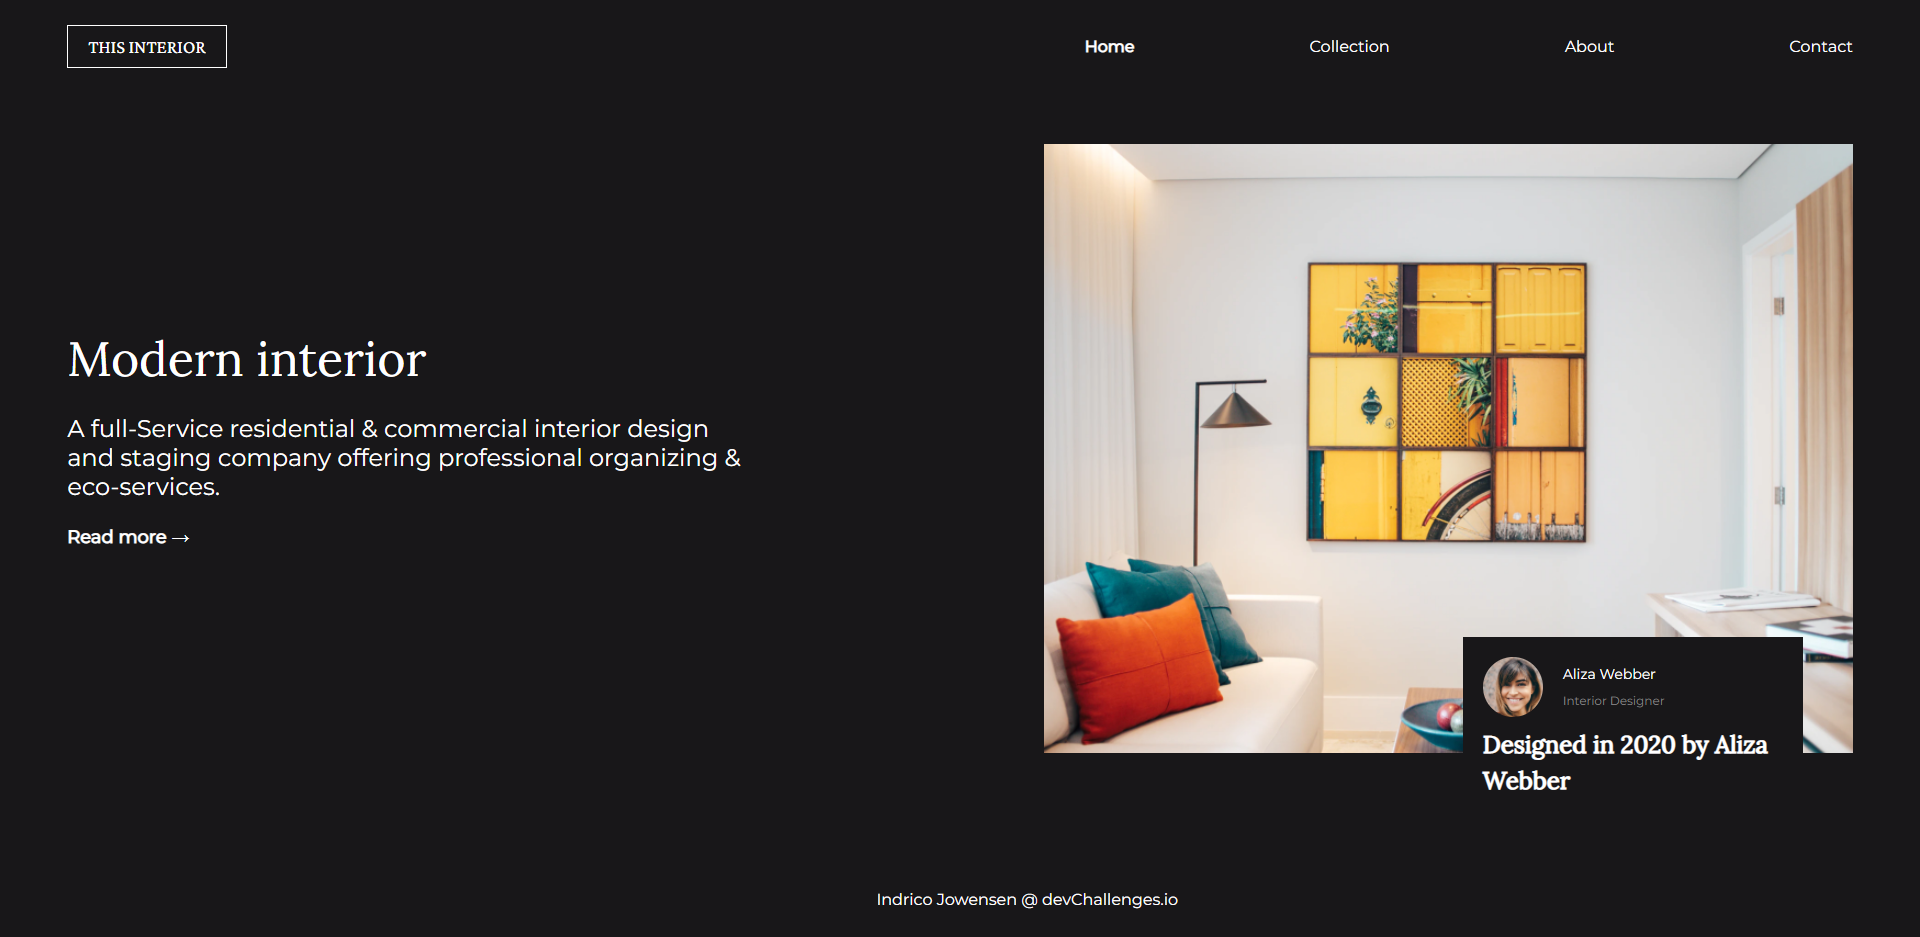 THIS INTERIOR
Home
Collection
About
Contact
Modern interior
A full-Service residential & commercial interior design
and staging company offering professional organizing &
eco-services.
Read more →
Aliza Webber
Interior Designer
Designed in 2020 by Aliza
Webber
Indrico Jowensen @ devChallenges.io